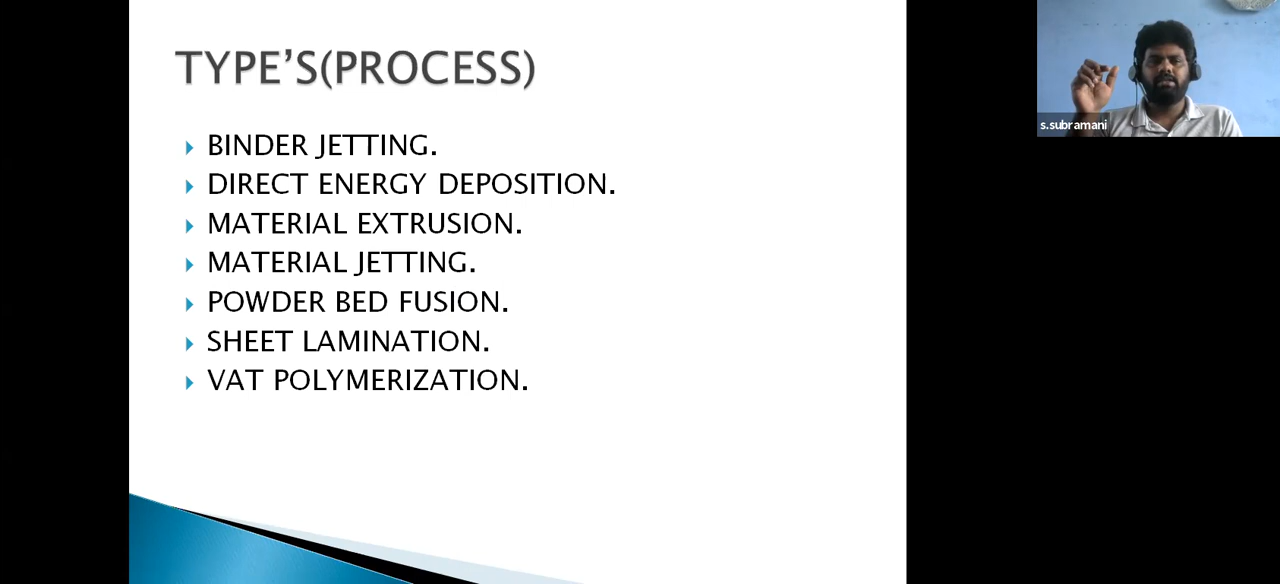 TYPE’S(PROCESS)
BINDER JETTING.
DIRECT ENERGY DEPOSITION.
MATERIAL EXTRUSION.
MATERIAL JETTING.
POWDER BED FUSION.
SHEET LAMINATION.
VAT POLYMERIZATION.
s.subramani